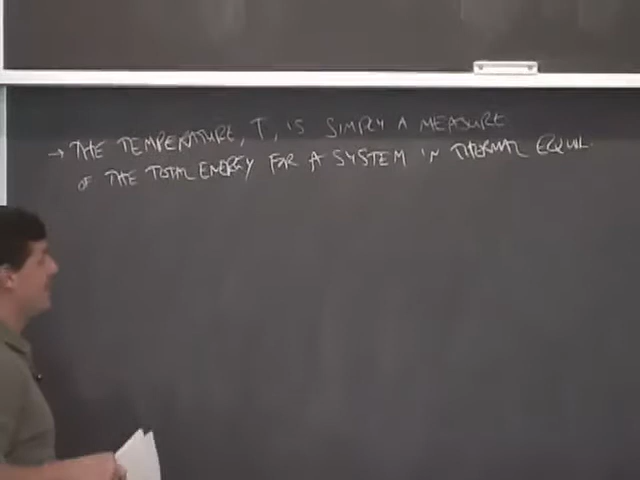 → THE TEMPERATURE, T, IS SIMPLY A MEASURE
OF THE TOTAL ENERGY FOR A SYSTEM IN THERMAL EQUIL.